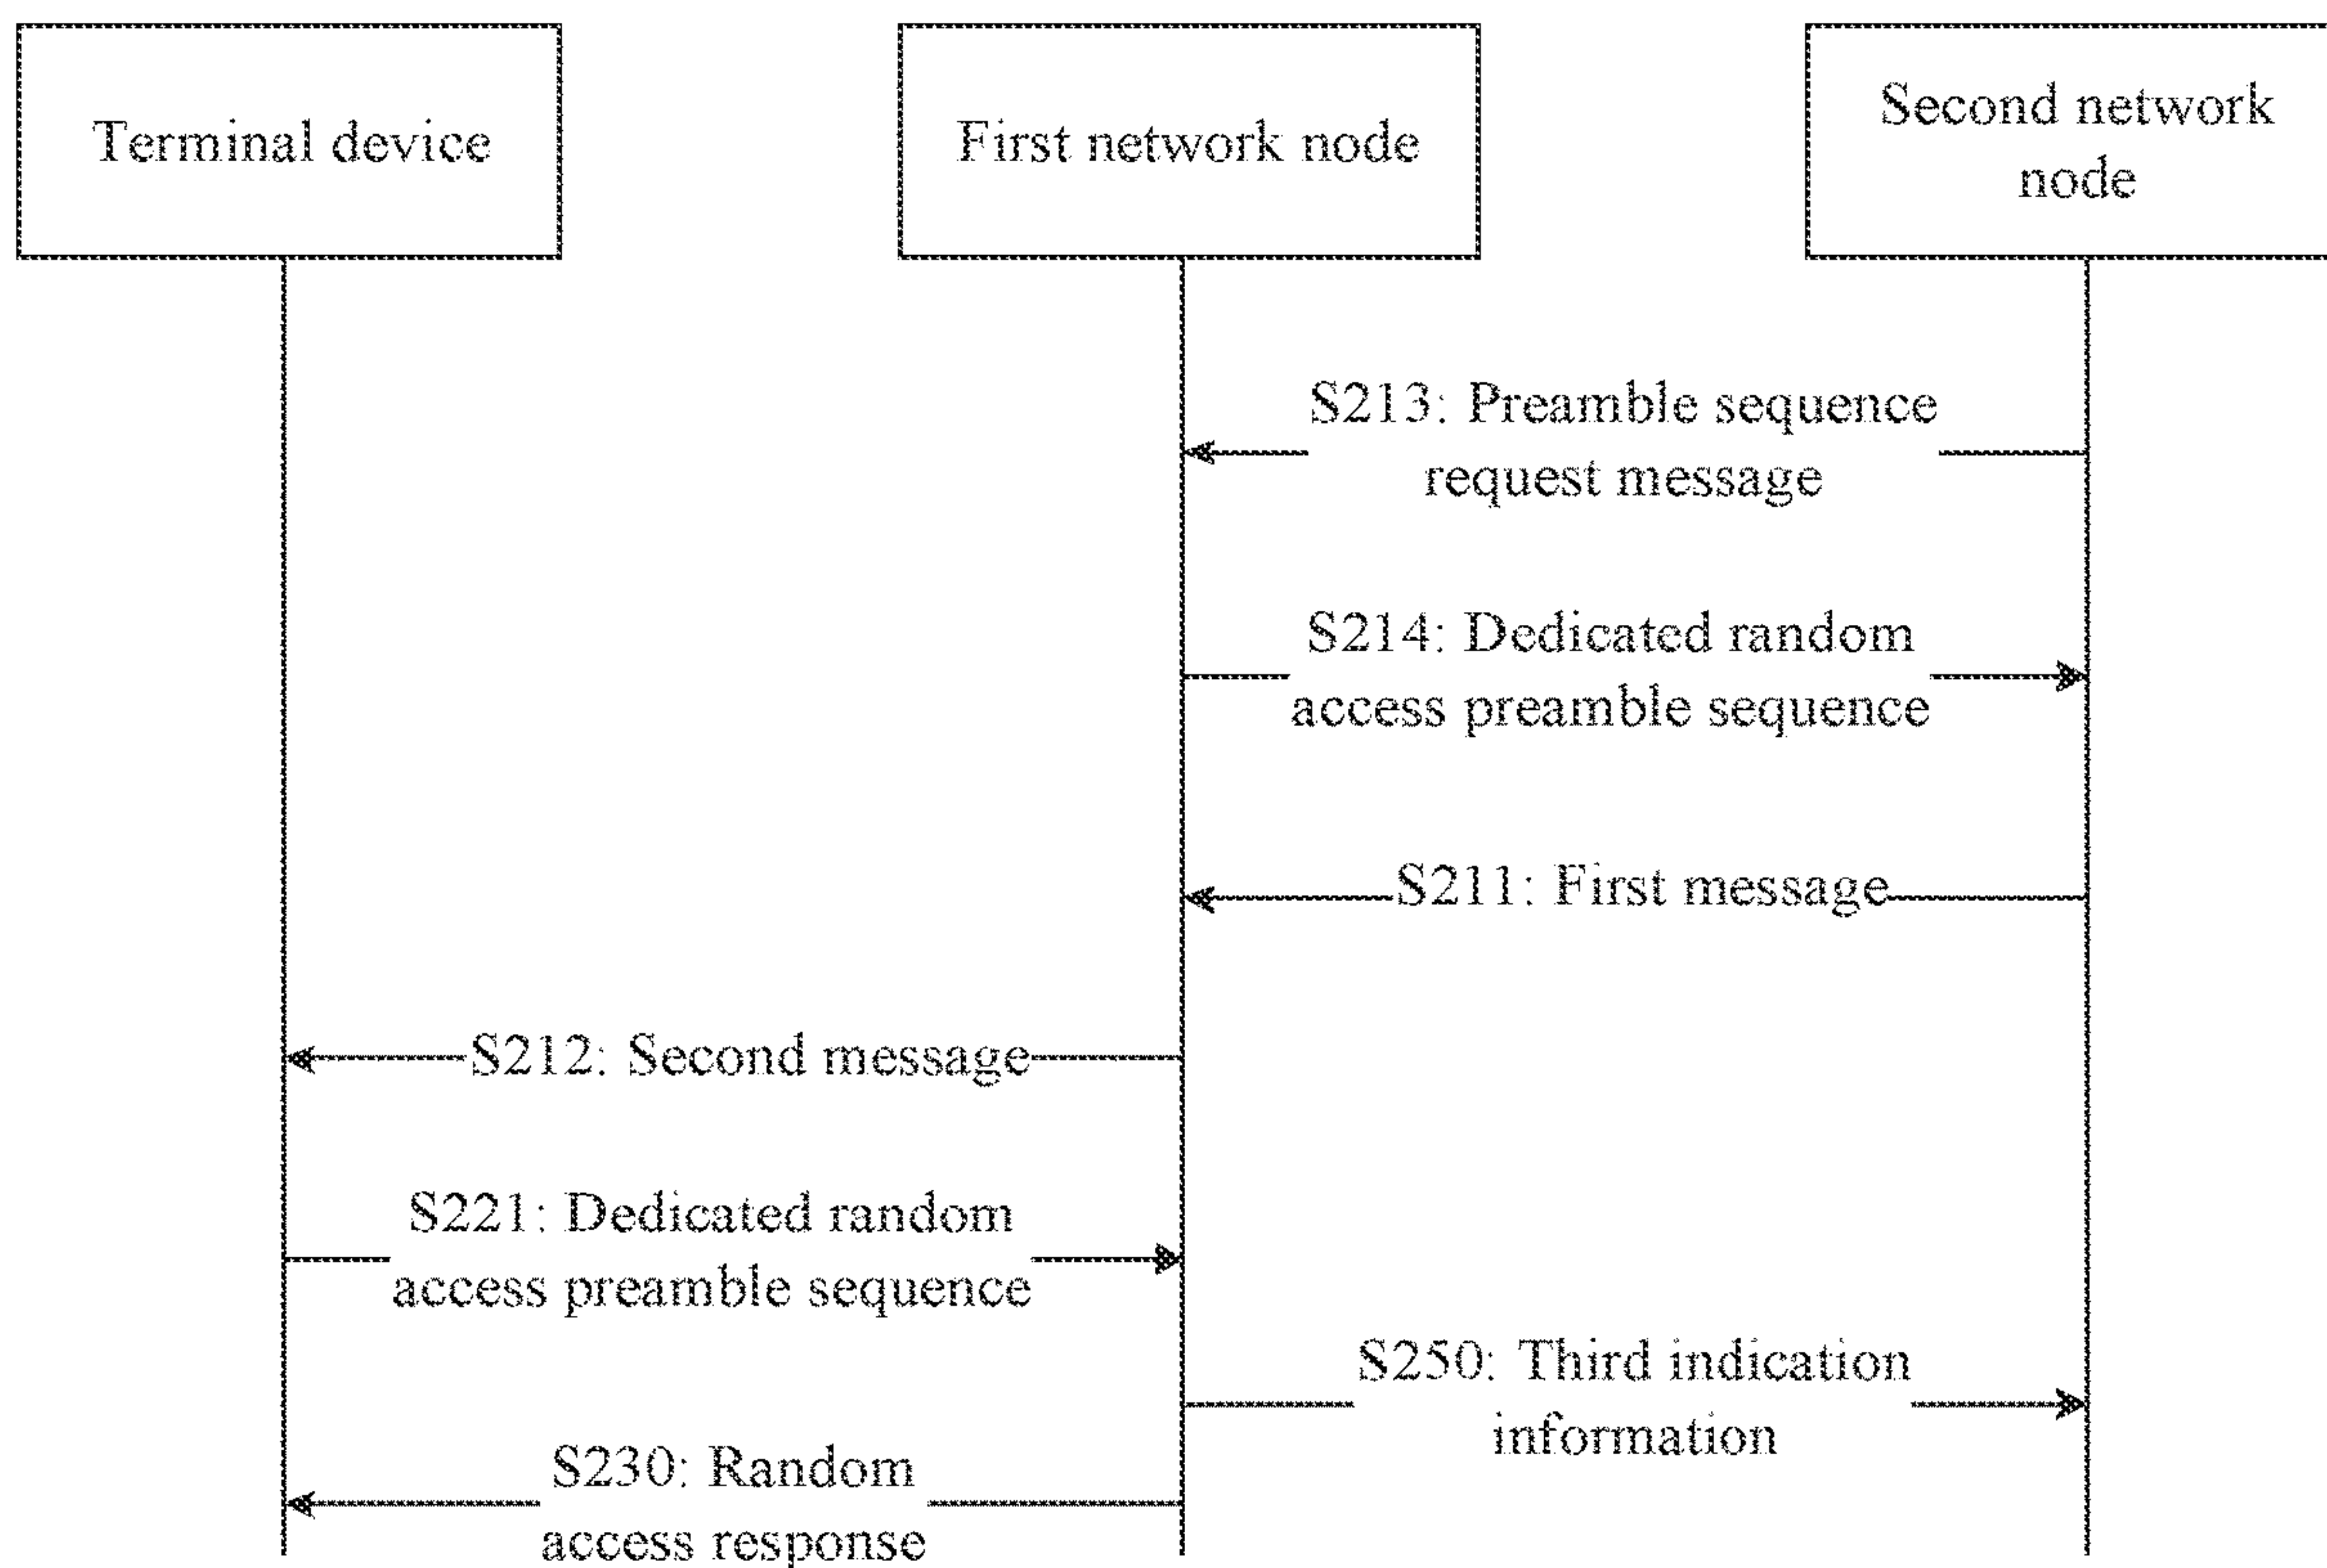 Terminal device
First network node
Second network
node
S213: Preamble sequence
request message
S214: Dedicated random
access preamble sequence
S211: First message
S212: Second message
S221: Dedicated random
access preamble sequence
S250: Third indication
information
S230: Random
access response